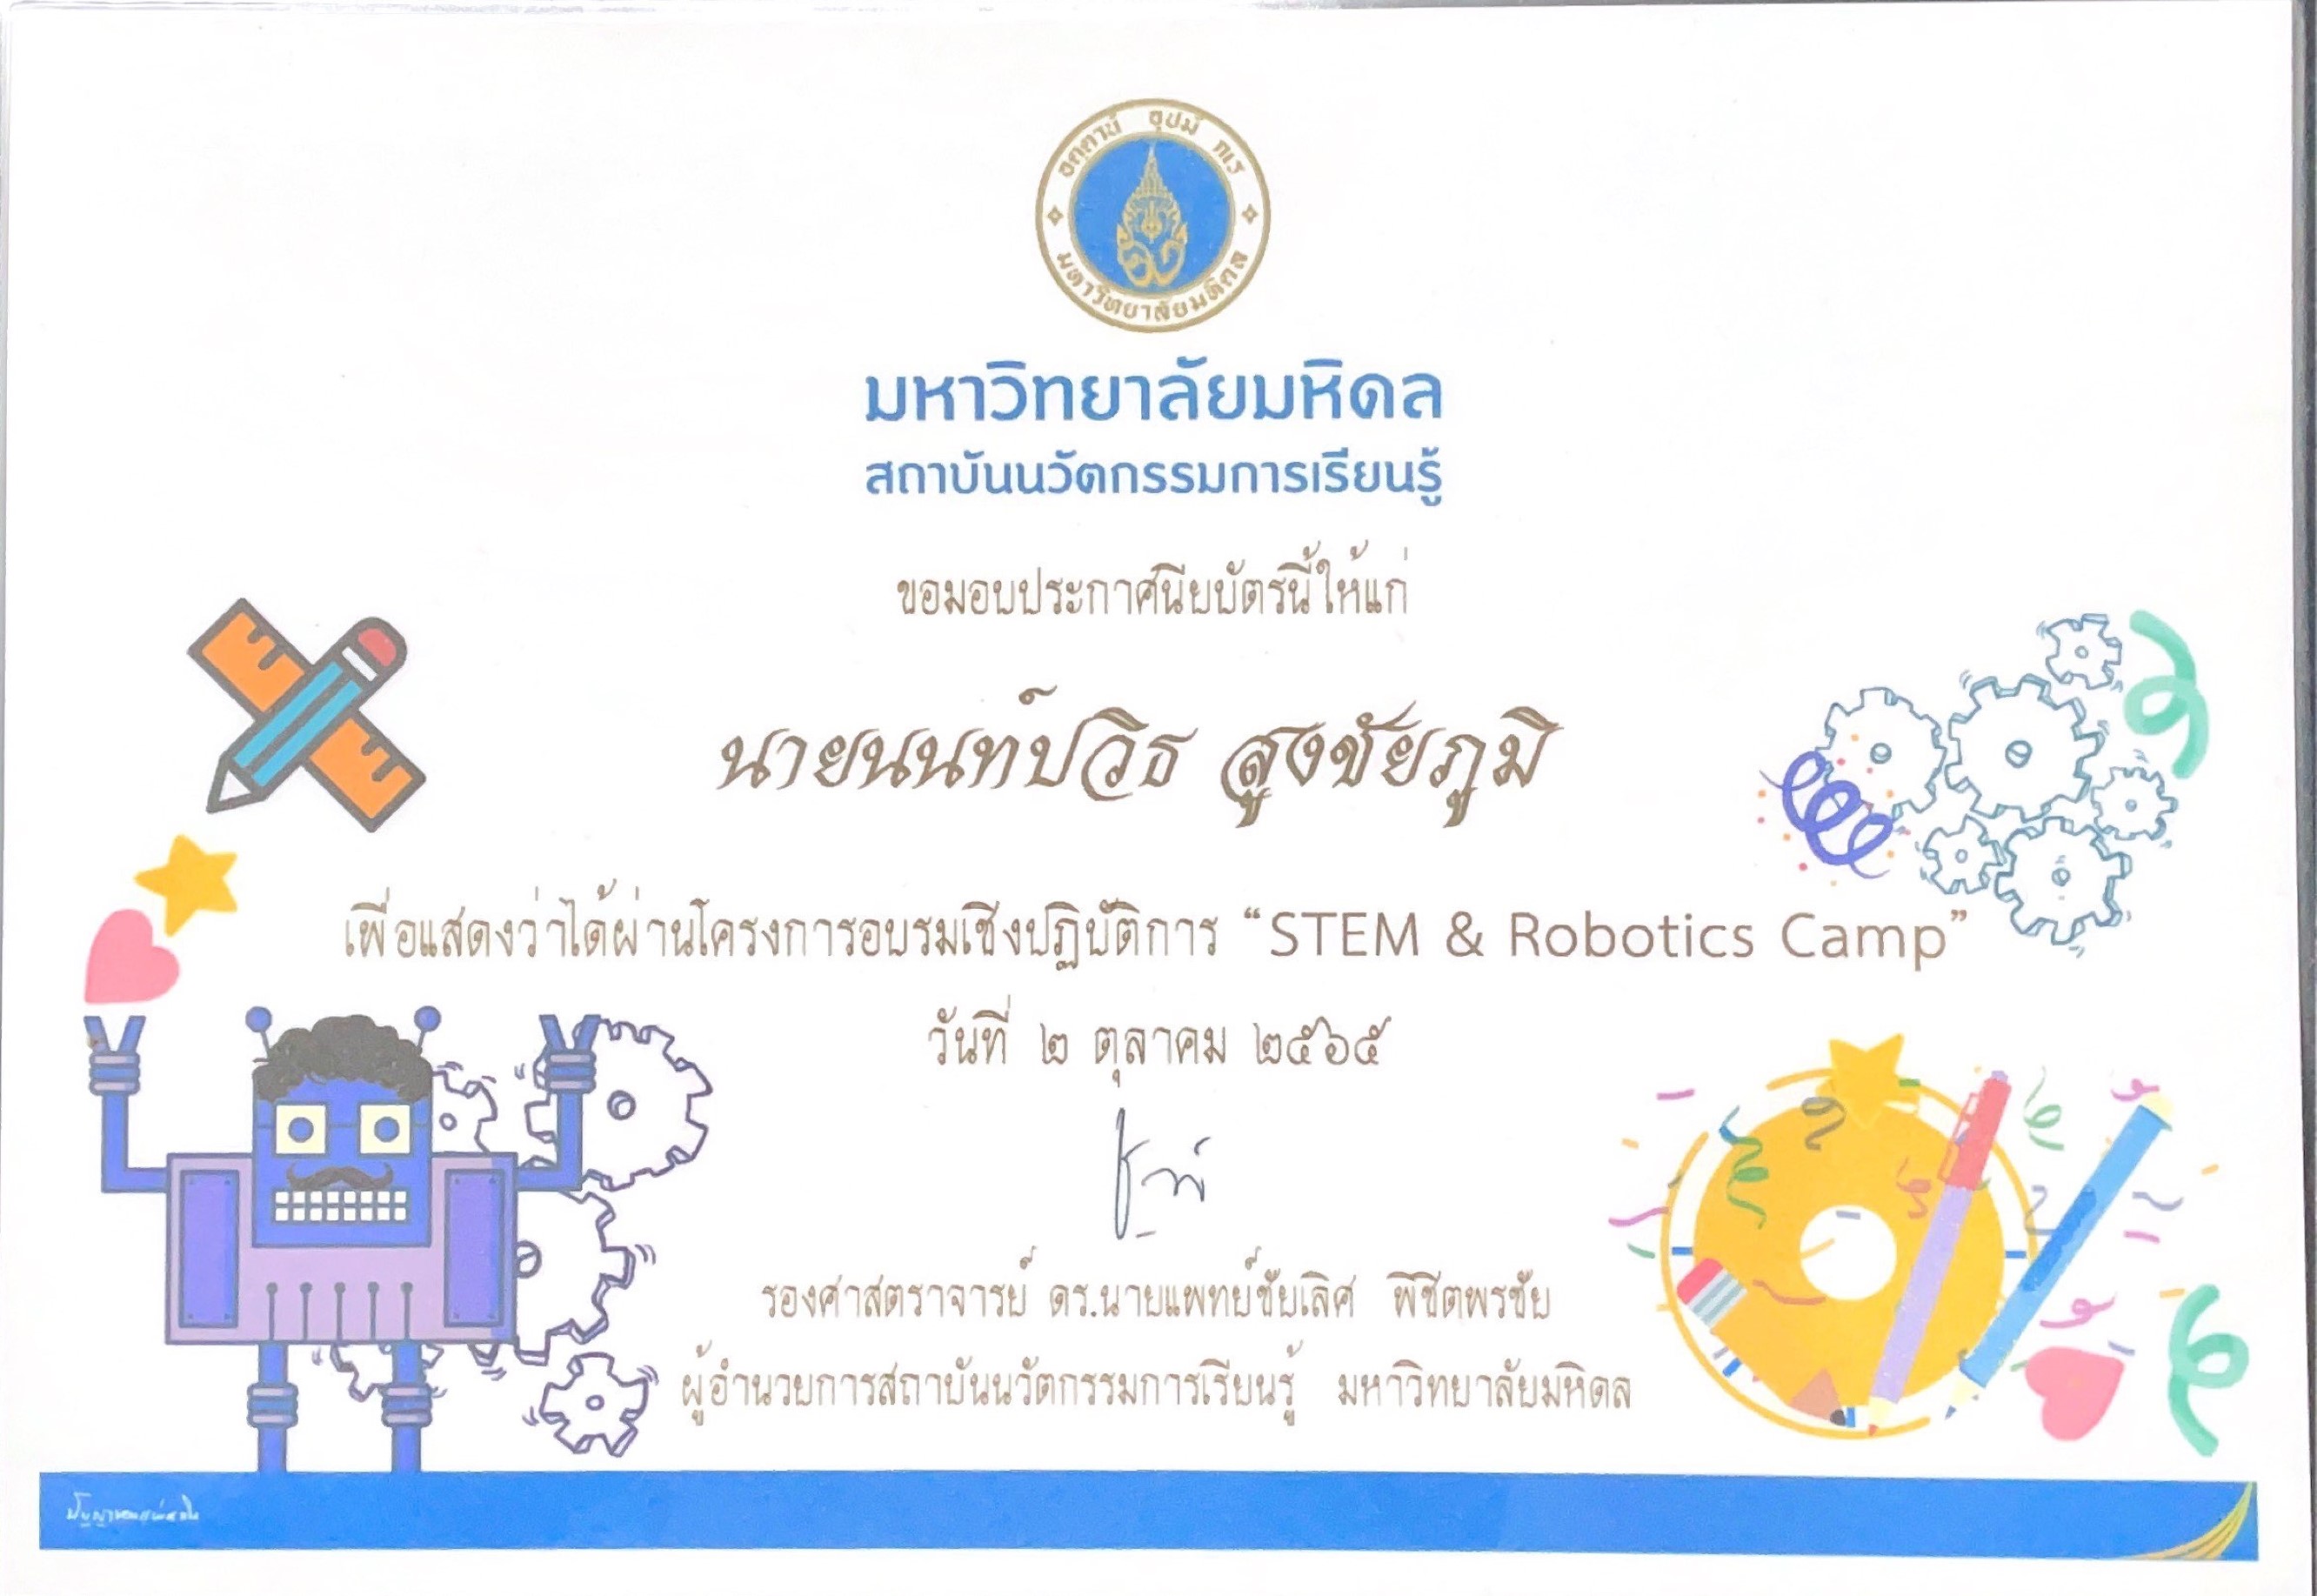 อตฺตานํ อุปมํ กเร
มหาวิทยาลัยมหิดล
มหาวิทยาลัยมหิดล
สถาบันนวัตกรรมการเรียนรู้
ขอมอบประกาศนียบัตรนี้ให้แก่
นายนนท์ปวิธ สูงชัยภูมิ
เพื่อแสดงว่าได้ผ่านโครงการอบรมเชิงปฏิบัติการ “STEM & Robotics Camp”
วันที่ ๒ ตุลาคม ๒๕๖๕
รองศาสตราจารย์ ดร.นายแพทย์ชัยเลิศ พิชิตพรชัย
ผู้อำนวยการสถาบันนวัตกรรมการเรียนรู้ มหาวิทยาลัยมหิดล
ปัญญาของแผ่นดิน